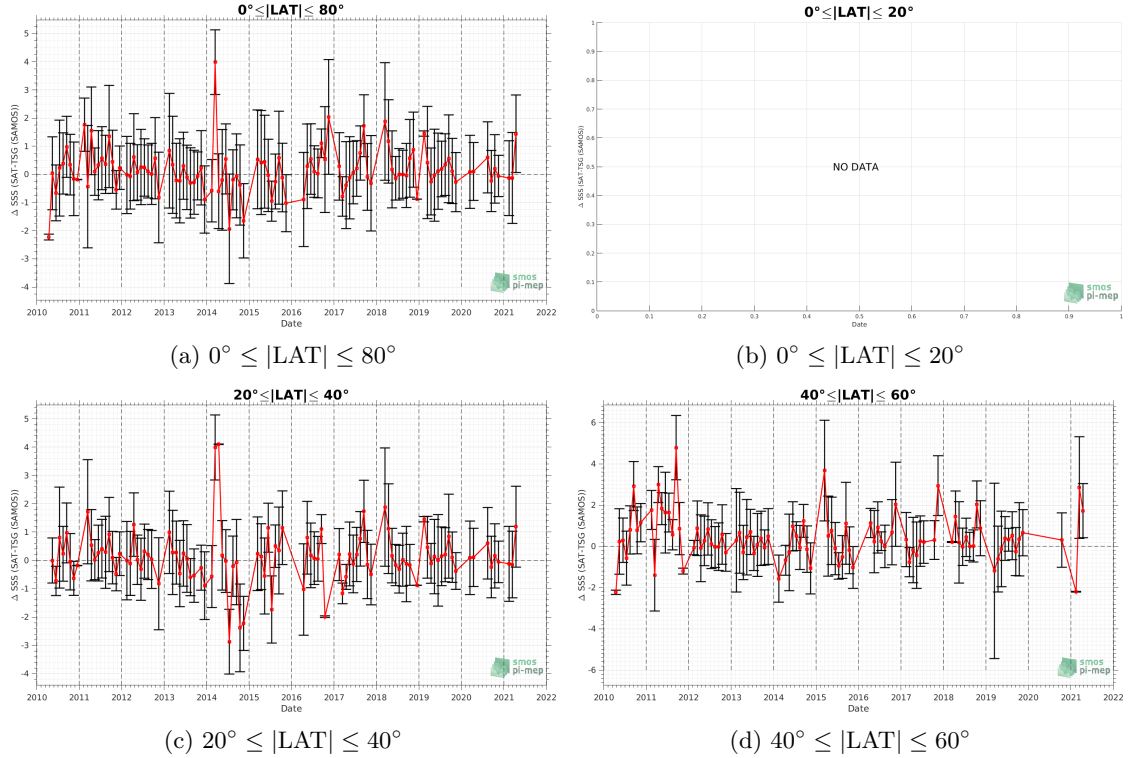 0°≤|LAT|≤ 80°
Δ SSS (SAT-TSG (SAMOS))
5
4
3
2
1
0
-1
-2
-3
-4
2010 2011 2012 2013 2014 2015 2016 2017 2018 2019 2020 2021 2022
Date
smos
pi-mep
(a) 0° ≤ |LAT| ≤ 80°
0°≤|LAT|≤ 20°
Δ SSS (SAT-TSG (SAMOS))
1
0.9
0.8
0.7
0.6
0.5
0.4
0.3
0.2
0.1
0
NO DATA
0 0.1 0.2 0.3 0.4 0.5 0.6 0.7 0.8 0.9 1
Date
smos
pi-mep
(b) 0° ≤ |LAT| ≤ 20°
20°≤|LAT|≤ 40°
Δ SSS (SAT-TSG (SAMOS))
5
4
3
2
1
0
-1
-2
-3
-4
2010 2011 2012 2013 2014 2015 2016 2017 2018 2019 2020 2021 2022
Date
smos
pi-mep
(c) 20° ≤ |LAT| ≤ 40°
40°≤|LAT|≤ 60°
Δ SSS (SAT-TSG (SAMOS))
6
4
2
0
-2
-4
-6
2010 2011 2012 2013 2014 2015 2016 2017 2018 2019 2020 2021 2022
Date
smos
pi-mep
(d) 40° ≤ |LAT| ≤ 60°